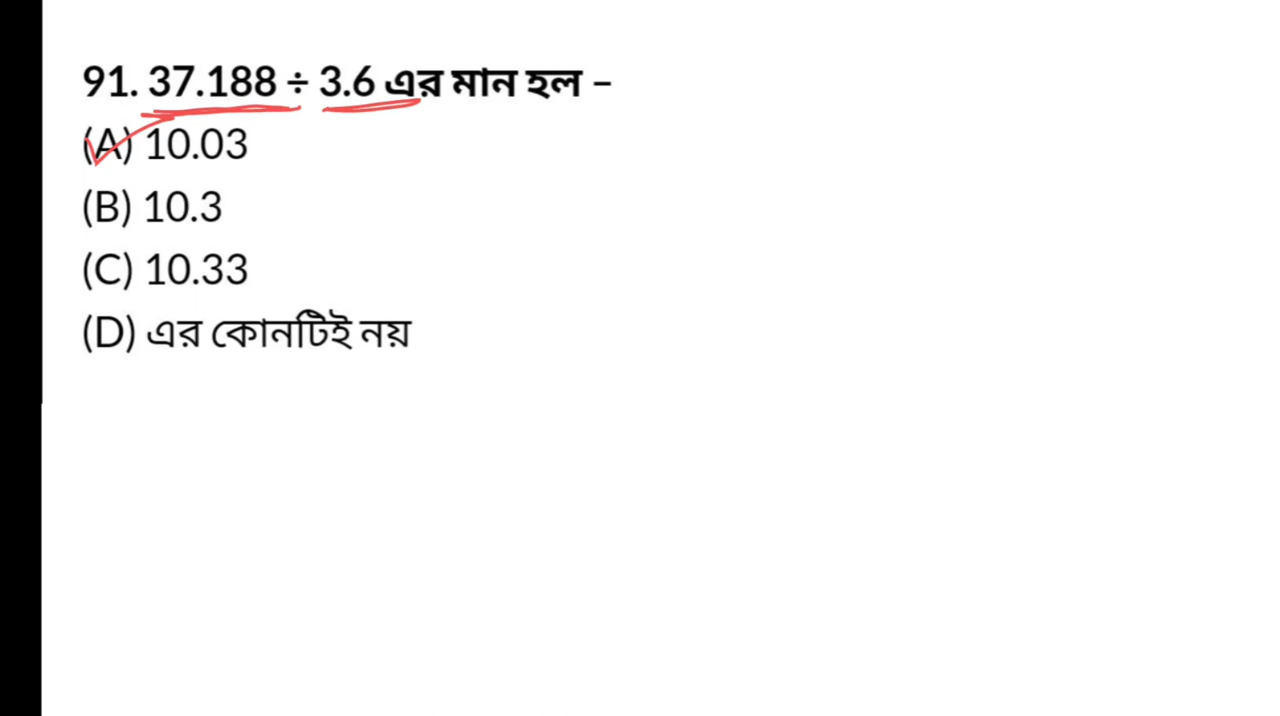 91. 37.188 ÷ 3.6 এর মান হল –
(A) 10.03
(B) 10.3
(C) 10.33
(D) এর কোনটিই নয়